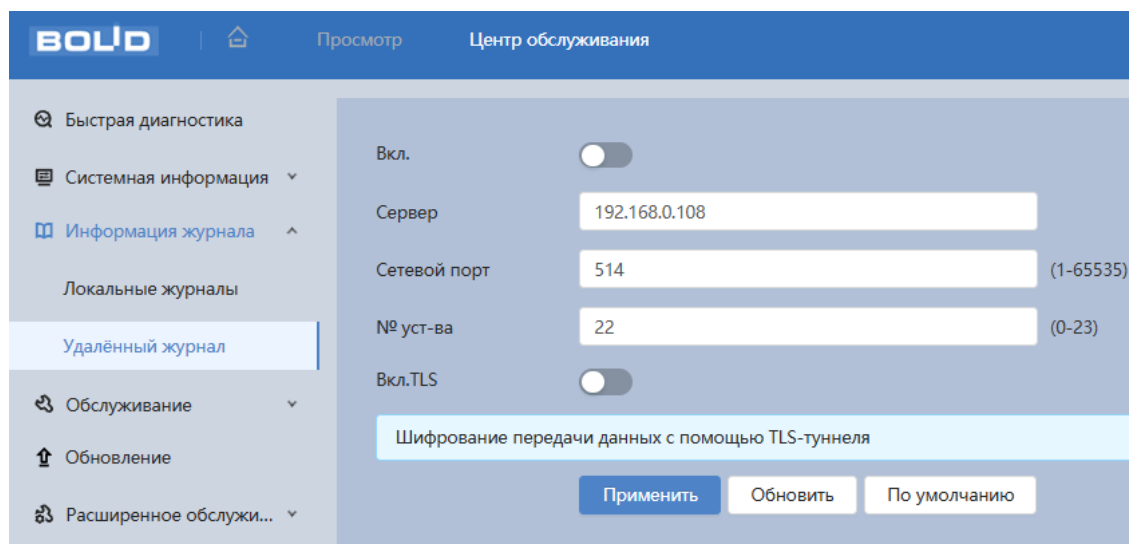 BOLID
Просмотр
Центр обслуживания
Быстрая диагностика
Системная информация
Информация журнала
Локальные журналы
Удалённый журнал
Обслуживание
Обновление
Расширенное обслужи...
Вкл.
Сервер 192.168.0.108
Сетевой порт 514 (1-65535)
№ уст-ва 22 (0-23)
Вкл.TLS
Шифрование передачи данных с помощью TLS-туннеля
Применить Обновить По умолчанию